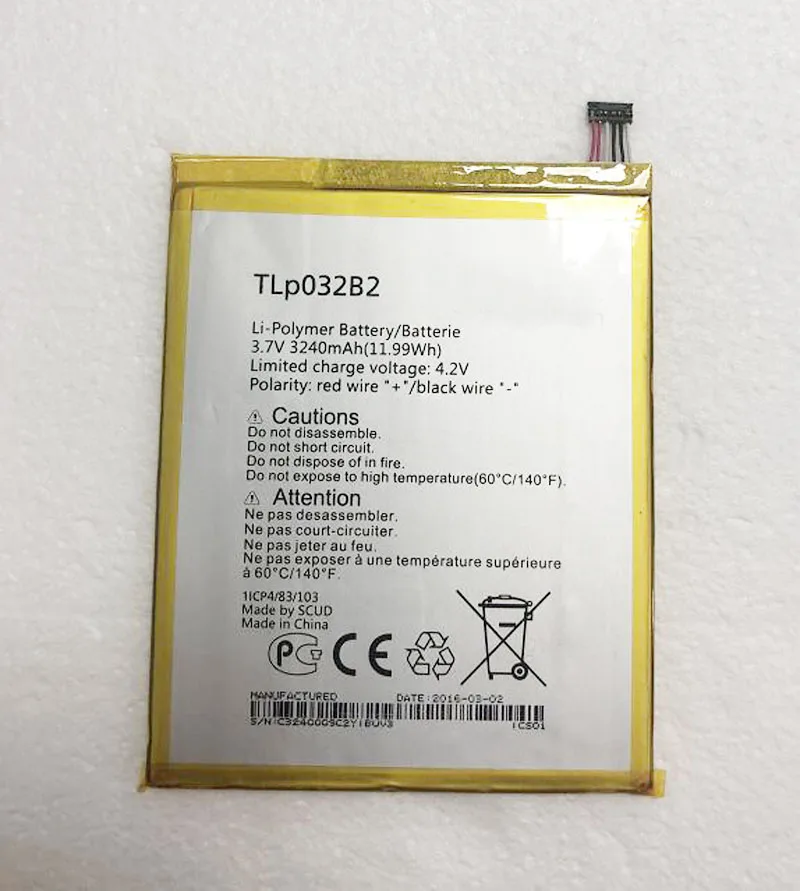 TLp032B2
Li-Polymer Battery/Batterie
3.7V 3240mAh(11.99Wh)
Limited charge voltage: 4.2V
Polarity: red wire "+"/black wire "-"
Cautions
Do not disassemble.
Do not short circuit.
Do not dispose of in fire.
Do not expose to high temperature(60°C/140°F).
Attention
Ne pas desassembler.
Ne pas court-circuiter.
Ne pas jeter au feu.
Ne pas exposer à une température supérieure
à 60°C/140°F.
1ICP4/83/103
Made by SCUD
Made in China
PG CE
MANUFACTURED DATE:2016-03-02
S/N:C3240009C2Y1BUV3 1CS01